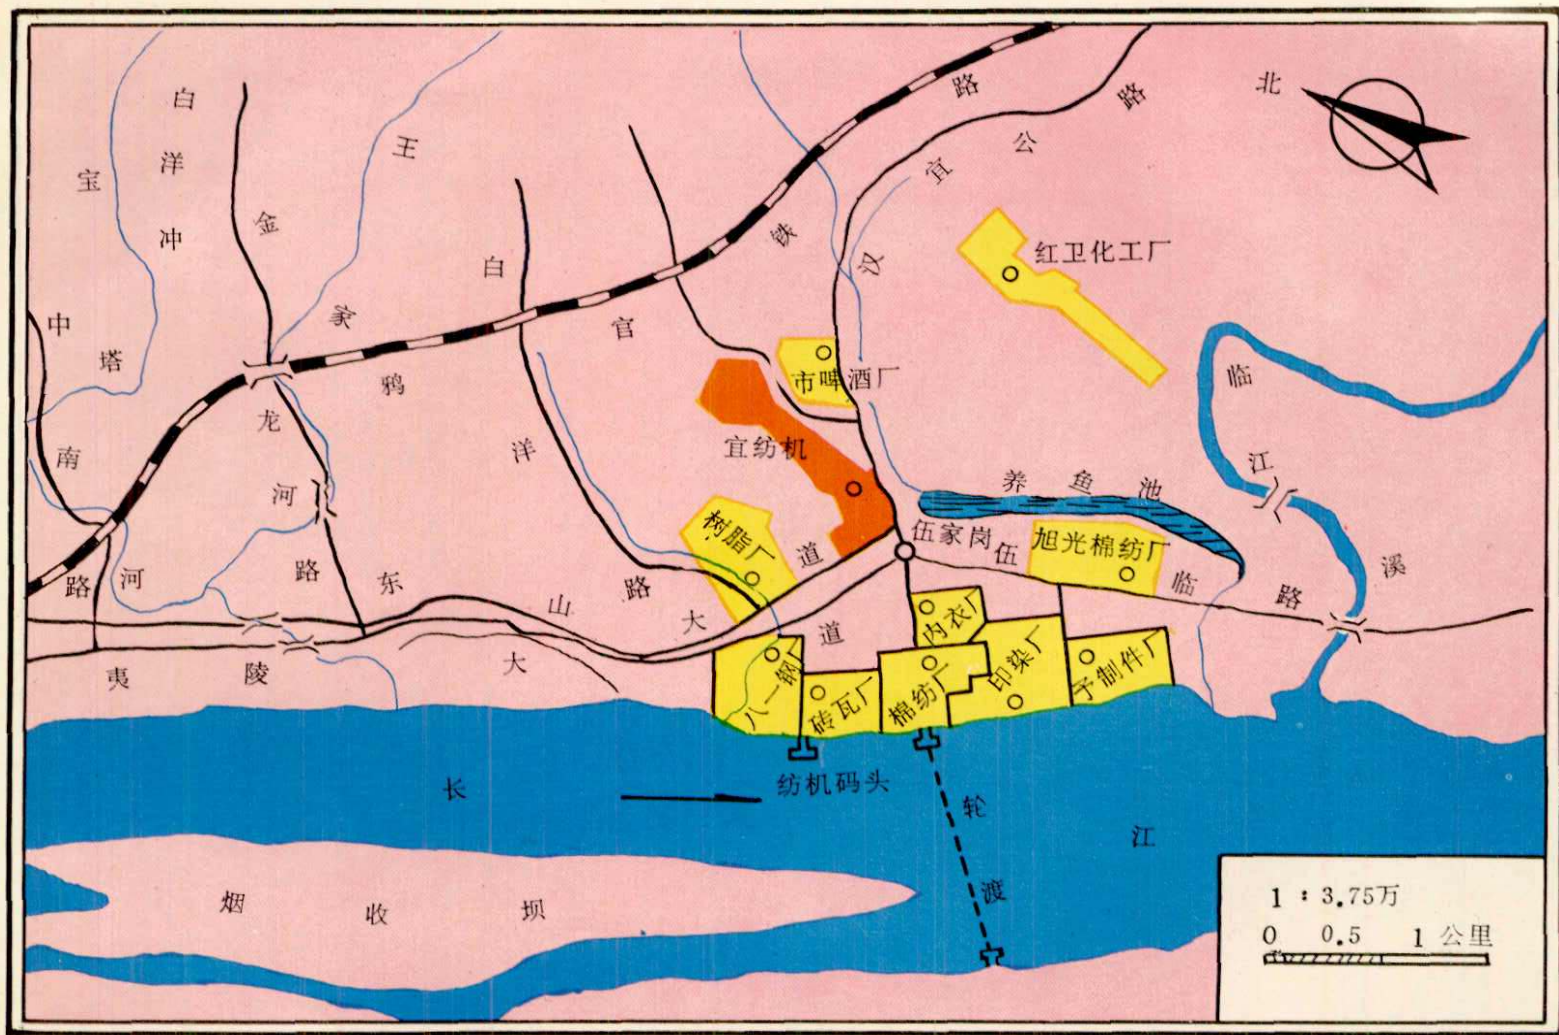 北
白洋冲
宝塔河
金龙河路
王家河
中南路
白洋路
鸦官铁路
汉宜公路
红卫化工厂
市啤酒厂
宜纺机
树脂厂
养鱼池
伍家岗
旭光棉纺厂
伍临路
临江溪
东山大道
夷陵大道
内衣厂
八一钢厂
砖瓦厂
棉纺厂
印染厂
予制件厂
纺机码头
轮渡
长江
烟收坝
1:3.75万
0 0.5 1 公里